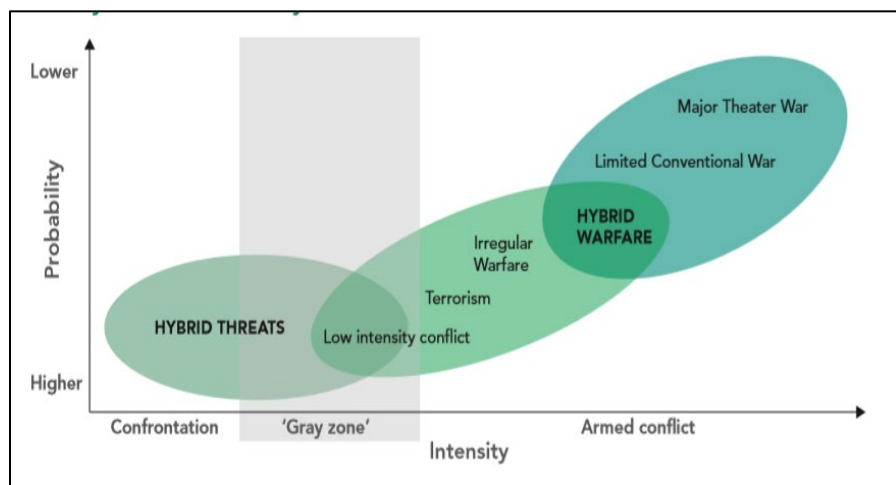 Lower
Probability
Higher
Major Theater War
Limited Conventional War
HYBRID
WARFARE
Irregular
Warfare
Terrorism
HYBRID THREATS
Low intensity conflict
Confrontation
'Gray zone'
Armed conflict
Intensity